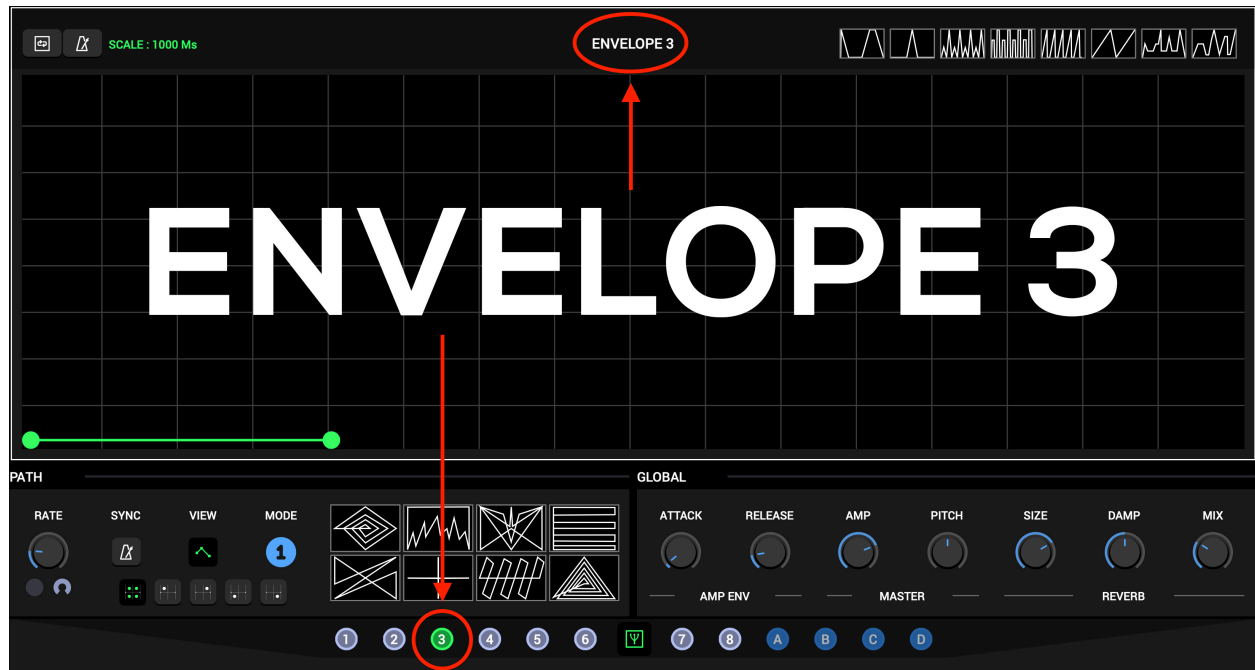 SCALE : 1000 Ms
ENVELOPE 3
ENVELOPE 3
PATH
GLOBAL
RATE SYNC VIEW MODE
1
ATTACK RELEASE AMP PITCH SIZE DAMP MIX
AMP ENV MASTER REVERB
1 2 3 4 5 6 7 8 A B C D